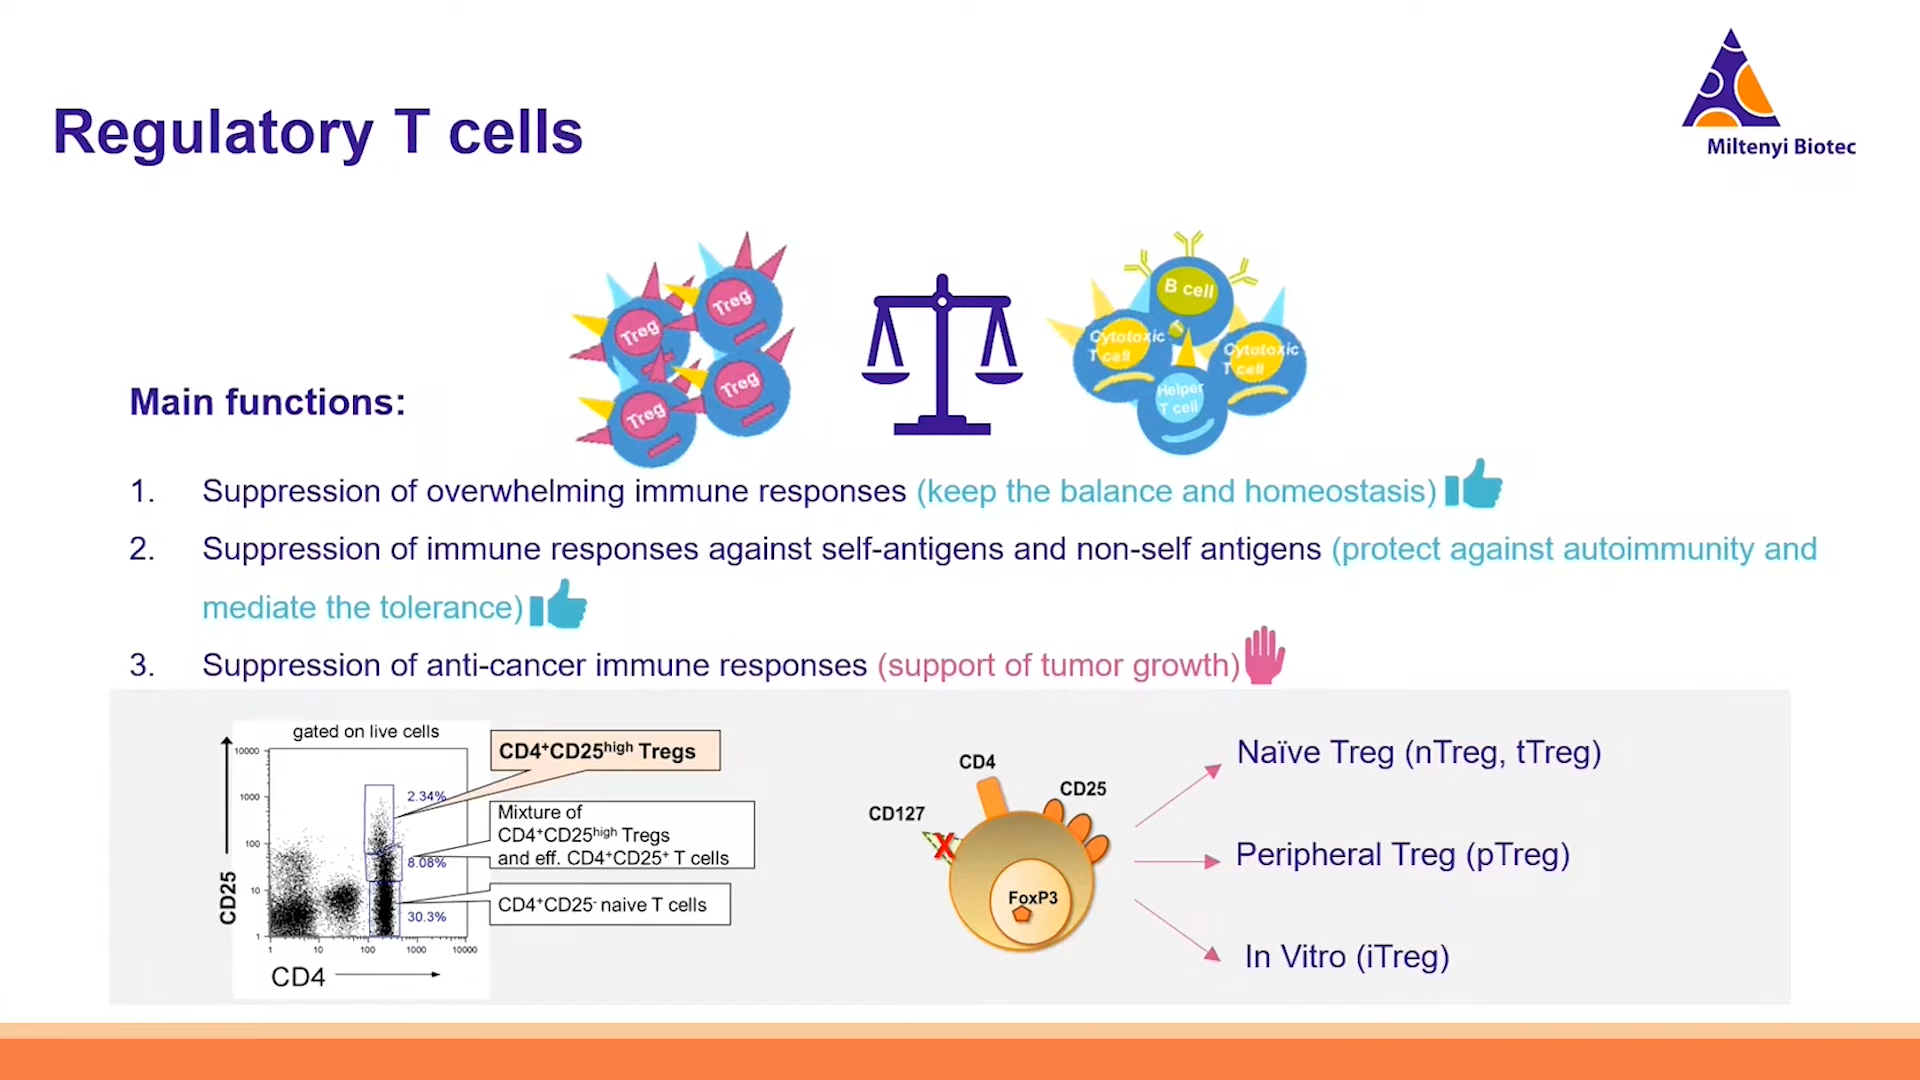 Regulatory T cells
Miltenyi Biotec
Treg
Treg
Treg
Treg
B cell
Cytotoxic
T cell
Cytotoxic
T cell
Helper
T cell
Main functions:
1. Suppression of overwhelming immune responses (keep the balance and homeostasis)
2. Suppression of immune responses against self-antigens and non-self antigens (protect against autoimmunity and
mediate the tolerance)
3. Suppression of anti-cancer immune responses (support of tumor growth)
gated on live cells
10000
1000
100
10
1
1 10 100 1000 10000
CD25
CD4
2.34%
8.08%
30.3%
CD4+CD25high Tregs
Mixture of
CD4+CD25high Tregs
and eff. CD4+CD25+ T cells
CD4+CD25- naive T cells
CD4
CD25
CD127
X
FoxP3
Naïve Treg (nTreg, tTreg)
Peripheral Treg (pTreg)
In Vitro (iTreg)